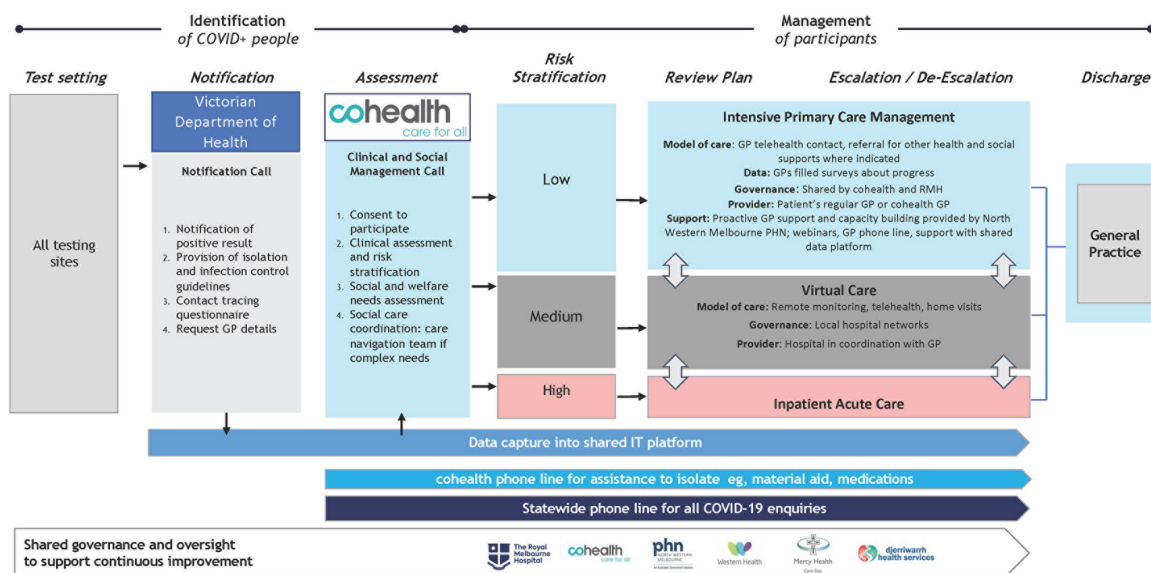 Identification
of COVID+ people
Management
of participants
Test setting
Notification
Assessment
Risk
Stratification
Review Plan
Escalation / De-Escalation
Discharge
All testing
sites
Victorian
Department of
Health
Notification Call
1. Notification of
positive result
2. Provision of isolation
and infection control
guidelines
3. Contact tracing
questionnaire
4. Request GP details
cohealth
care for all
Clinical and Social
Management Call
1. Consent to
participate
2. Clinical assessment
and risk
stratification
3. Social and welfare
needs assessment
4. Social care
coordination: care
navigation team if
complex needs
Low
Medium
High
Intensive Primary Care Management
Model of care: GP telehealth contact, referral for other health and social
supports where indicated
Data: GPs filled surveys about progress
Governance: Shared by cohealth and RMH
Provider: Patient's regular GP or cohealth GP
Support: Proactive GP support and capacity building provided by North
Western Melbourne PHN; webinars, GP phone line, support with shared
data platform
Virtual Care
Model of care: Remote monitoring, telehealth, home visits
Governance: Local hospital networks
Provider: Hospital in coordination with GP
Inpatient Acute Care
General
Practice
Data capture into shared IT platform
cohealth phone line for assistance to isolate eg, material aid, medications
Statewide phone line for all COVID-19 enquiries
Shared governance and oversight
to support continuous improvement
The Royal
Melbourne
Hospital
cohealth
care for all
phn
NORTH WESTERN
MELBOURNE
Western Health
Mercy Health
Care first
djerriwarrh
health services